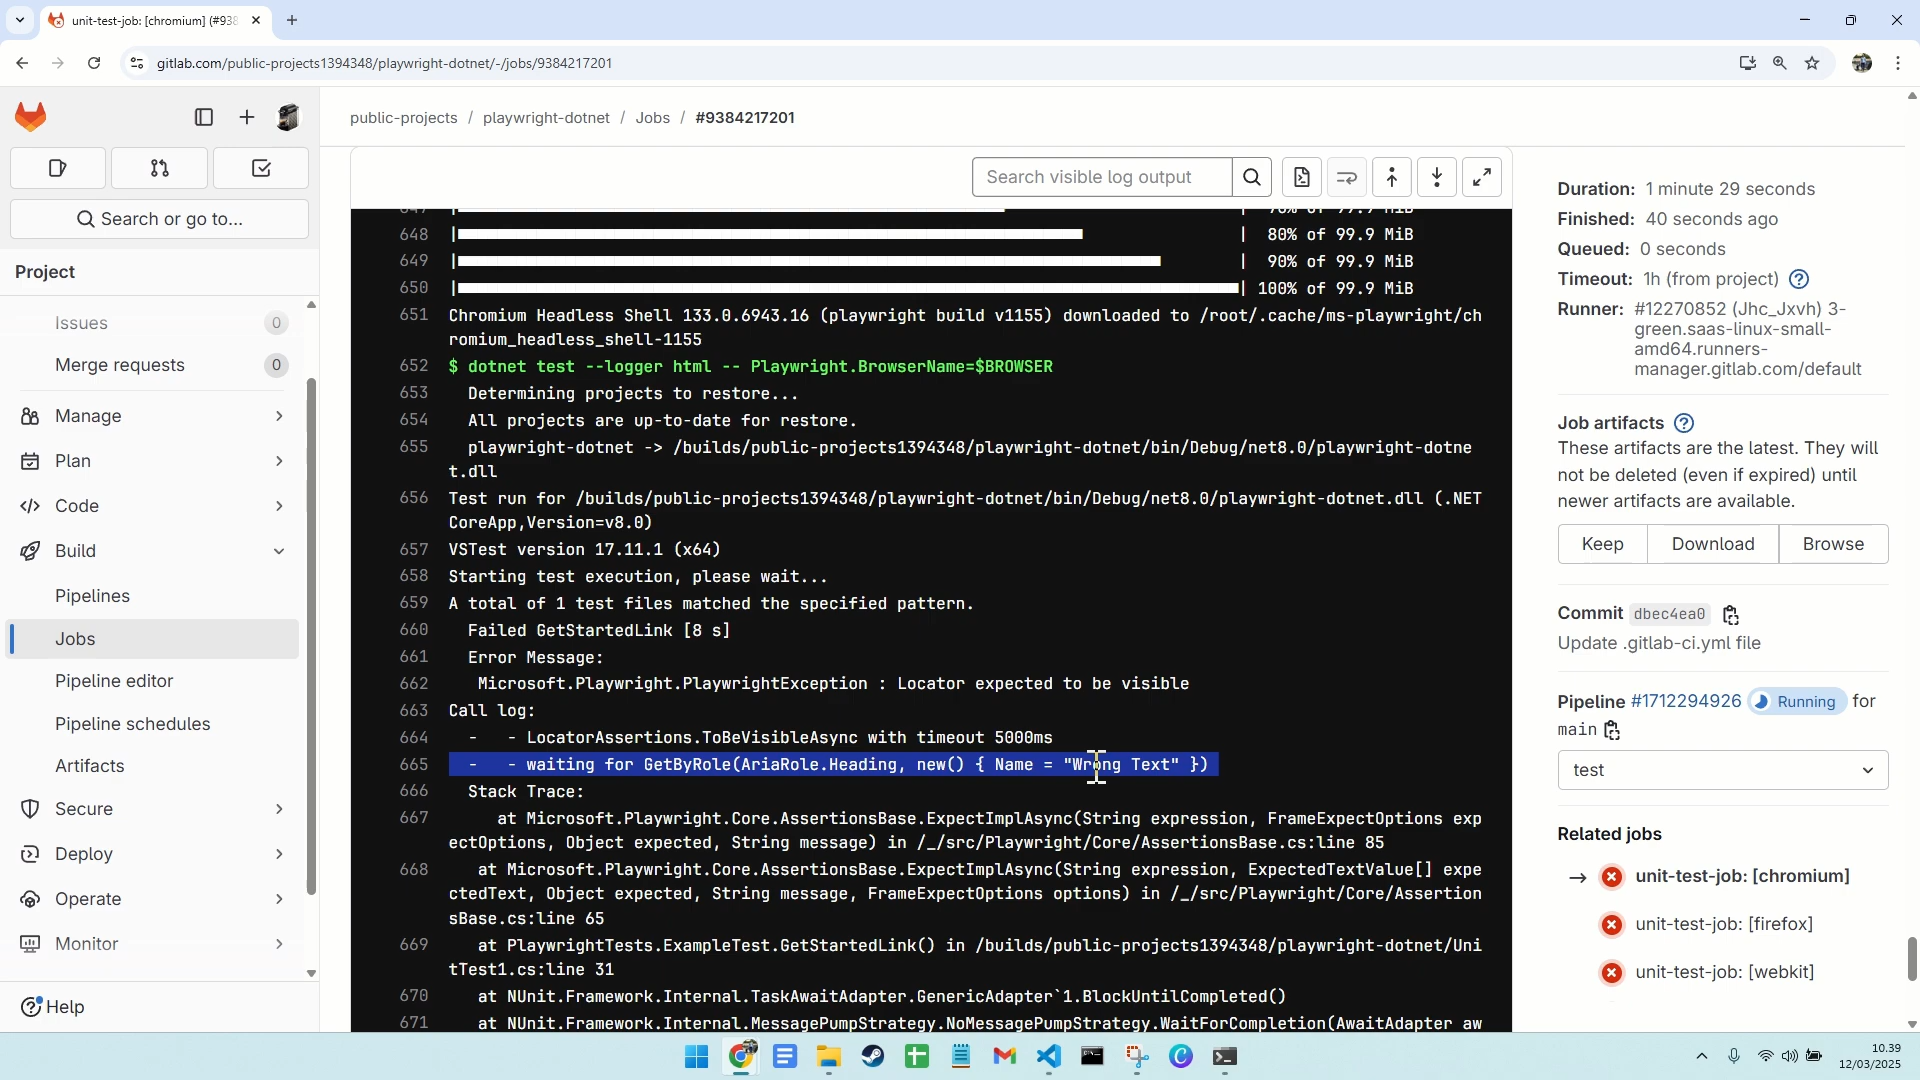 unit-test-job: [chromium] (#938
gitlab.com/public-projects1394348/playwright-dotnet/-/jobs/9384217201
Search or go to...
Project
Issues 0
Merge requests 0
Manage
Plan
Code
Build
Pipelines
Jobs
Pipeline editor
Pipeline schedules
Artifacts
Secure
Deploy
Operate
Monitor
Help
public-projects / playwright-dotnet / Jobs / #9384217201
Search visible log output
648 | 80% of 99.9 MiB
649 | 90% of 99.9 MiB
650 | 100% of 99.9 MiB
651 Chromium Headless Shell 133.0.6943.16 (playwright build v1155) downloaded to /root/.cache/ms-playwright/ch
romium_headless_shell-1155
652 $ dotnet test --logger html -- Playwright.BrowserName=$BROWSER
653 Determining projects to restore...
654 All projects are up-to-date for restore.
655 playwright-dotnet -> /builds/public-projects1394348/playwright-dotnet/bin/Debug/net8.0/playwright-dotne
t.dll
656 Test run for /builds/public-projects1394348/playwright-dotnet/bin/Debug/net8.0/playwright-dotnet.dll (.NET
CoreApp,Version=v8.0)
657 VSTest version 17.11.1 (x64)
658 Starting test execution, please wait...
659 A total of 1 test files matched the specified pattern.
660 Failed GetStartedLink [8 s]
661 Error Message:
662 Microsoft.Playwright.PlaywrightException : Locator expected to be visible
663 Call log:
664 - - LocatorAssertions.ToBeVisibleAsync with timeout 5000ms
665 - - waiting for GetByRole(AriaRole.Heading, new() { Name = "Wrong Text" })
666 Stack Trace:
667 at Microsoft.Playwright.Core.AssertionsBase.ExpectImplAsync(String expression, FrameExpectOptions exp
ectOptions, Object expected, String message) in /_/src/Playwright/Core/AssertionsBase.cs:line 85
668 at Microsoft.Playwright.Core.AssertionsBase.ExpectImplAsync(String expression, ExpectedTextValue[] expe
ctedText, Object expected, String message, FrameExpectOptions options) in /_/src/Playwright/Core/Assertion
sBase.cs:line 65
669 at PlaywrightTests.ExampleTest.GetStartedLink() in /builds/public-projects1394348/playwright-dotnet/Uni
tTest1.cs:line 31
670 at NUnit.Framework.Internal.TaskAwaitAdapter.GenericAdapter`1.BlockUntilCompleted()
671 at NUnit.Framework.Internal.MessagePumpStrategy.NoMessagePumpStrategy.WaitForCompletion(AwaitAdapter aw
Duration: 1 minute 29 seconds
Finished: 40 seconds ago
Queued: 0 seconds
Timeout: 1h (from project)
Runner: #12270852 (Jhc_Jxvh) 3-
green.saas-linux-small-
amd64.runners-
manager.gitlab.com/default
Job artifacts
These artifacts are the latest. They will
not be deleted (even if expired) until
newer artifacts are available.
Keep Download Browse
Commit dbec4ea0
Update .gitlab-ci.yml file
Pipeline #1712294926 Running for
main
test
Related jobs
→ unit-test-job: [chromium]
unit-test-job: [firefox]
unit-test-job: [webkit]
10.39
12/03/2025